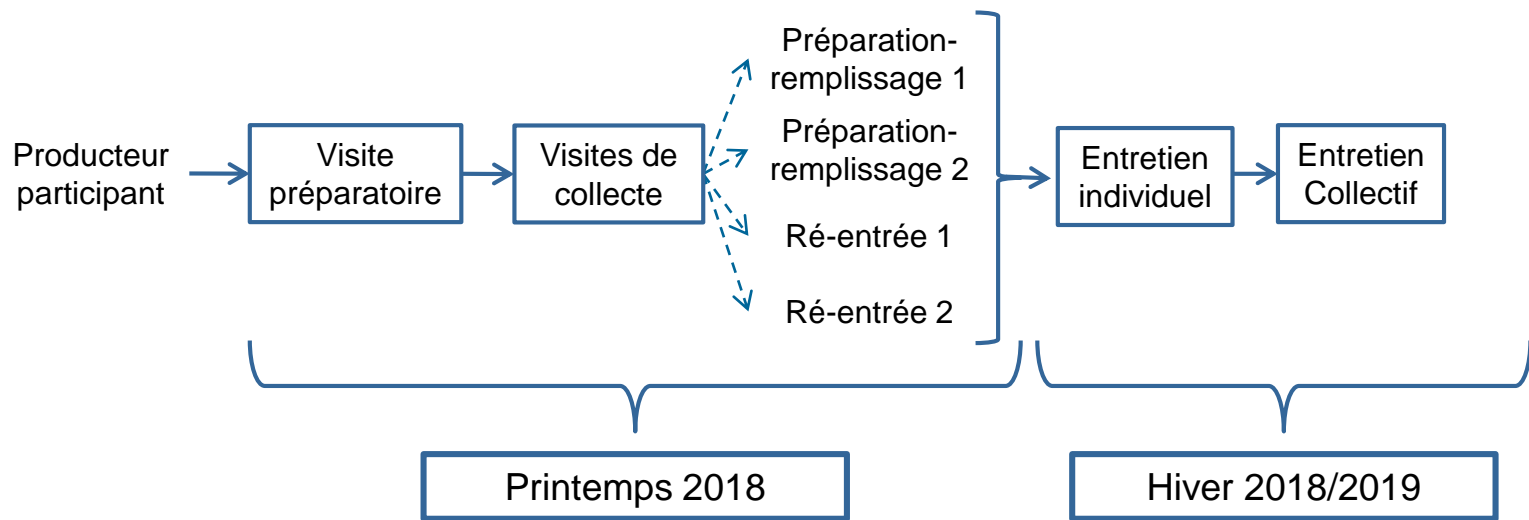 Producteur
participant
Visite
préparatoire
Visites de
collecte
Préparation-
remplissage 1
Préparation-
remplissage 2
Ré-entrée 1
Ré-entrée 2
Entretien
individuel
Entretien
Collectif
Printemps 2018
Hiver 2018/2019